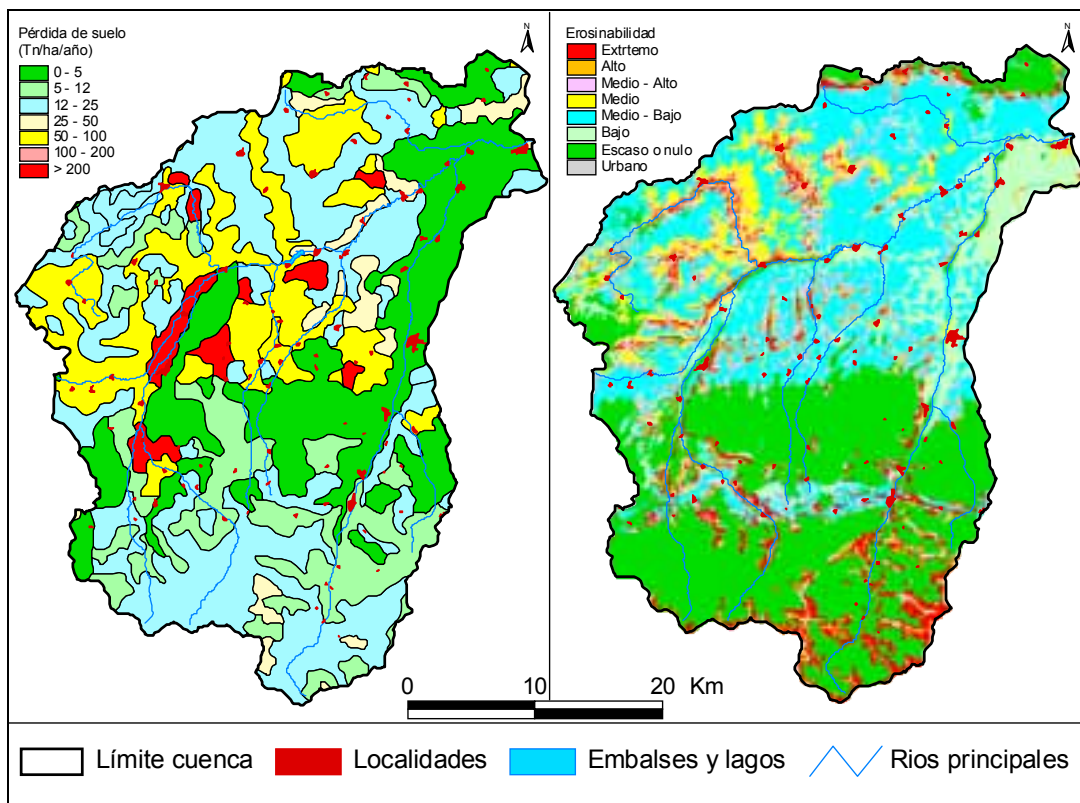 Pérdida de suelo
(Tn/ha/año)
0 - 5
5 - 12
12 - 25
25 - 50
50 - 100
100 - 200
> 200
N
Erosinabilidad
Extrtemo
Alto
Medio - Alto
Medio
Medio - Bajo
Bajo
Escaso o nulo
Urbano
N
0 10 20 Km
Límite cuenca
Localidades
Embalses y lagos
Rios principales